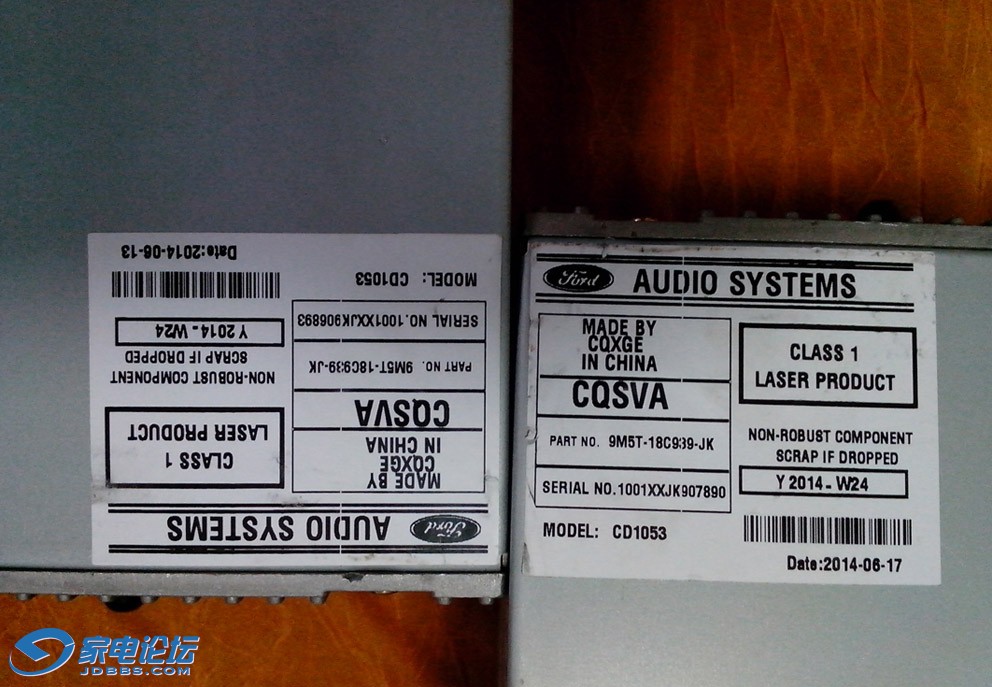 Ford AUDIO SYSTEMS
MADE BY
CQXGE
IN CHINA
CQSVA
PART NO. 9M5T-18C939-JK
SERIAL NO.1001XXJK906893
MODEL: CD1053
CLASS 1
LASER PRODUCT
NON-ROBUST COMPONENT
SCRAP IF DROPPED
Y 2014 - W24
Date:2014-06-13
Ford AUDIO SYSTEMS
MADE BY
CQXGE
IN CHINA
CQSVA
PART NO. 9M5T-18C939-JK
SERIAL NO.1001XXJK907890
MODEL: CD1053
CLASS 1
LASER PRODUCT
NON-ROBUST COMPONENT
SCRAP IF DROPPED
Y 2014 - W24
Date:2014-06-17
家电论坛
JDBBS.COM